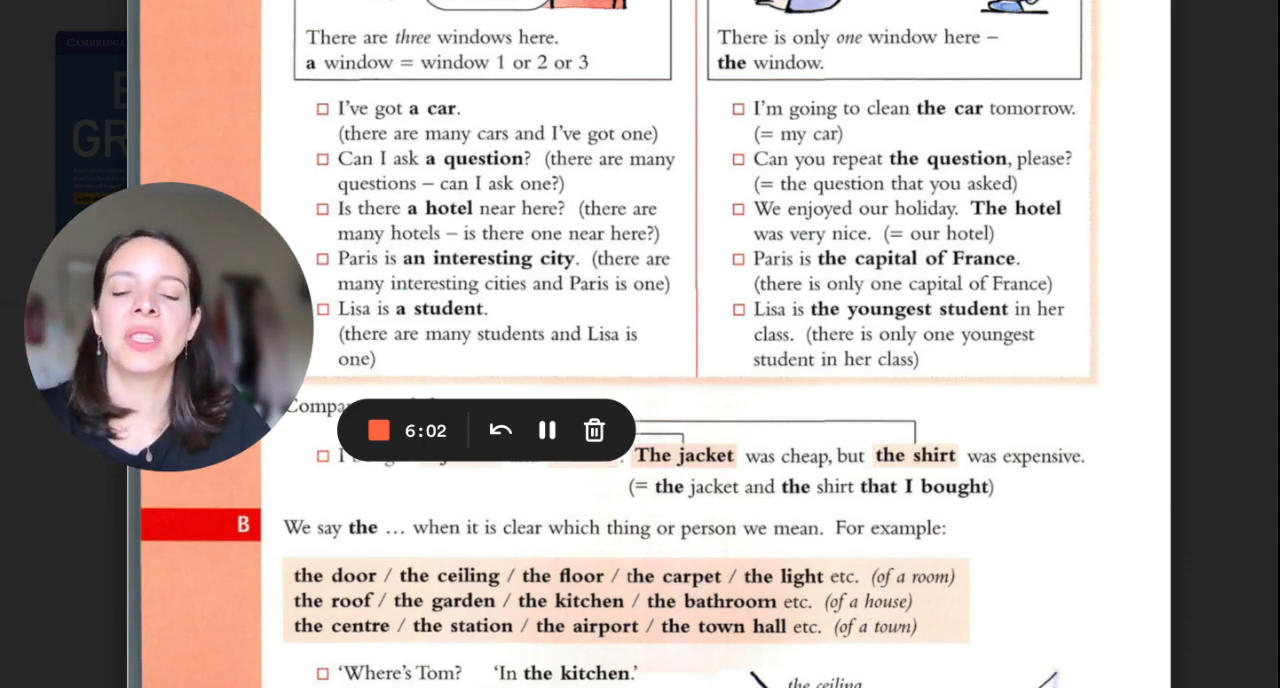 CAMBRIDGE
E
GR
There are three windows here.
a window = window 1 or 2 or 3
There is only one window here –
the window.
I've got a car.
(there are many cars and I've got one)
Can I ask a question? (there are many
questions – can I ask one?)
Is there a hotel near here? (there are
many hotels – is there one near here?)
Paris is an interesting city. (there are
many interesting cities and Paris is one)
Lisa is a student.
(there are many students and Lisa is
one)
I'm going to clean the car tomorrow.
(= my car)
Can you repeat the question, please?
(= the question that you asked)
We enjoyed our holiday. The hotel
was very nice. (= our hotel)
Paris is the capital of France.
(there is only one capital of France)
Lisa is the youngest student in her
class. (there is only one youngest
student in her class)
Compa
6:02
I
The jacket was cheap, but the shirt was expensive.
(= the jacket and the shirt that I bought)
B
We say the … when it is clear which thing or person we mean. For example:
the door / the ceiling / the floor / the carpet / the light etc. (of a room)
the roof / the garden / the kitchen / the bathroom etc. (of a house)
the centre / the station / the airport / the town hall etc. (of a town)
'Where's Tom? 'In the kitchen.'
the ceiling